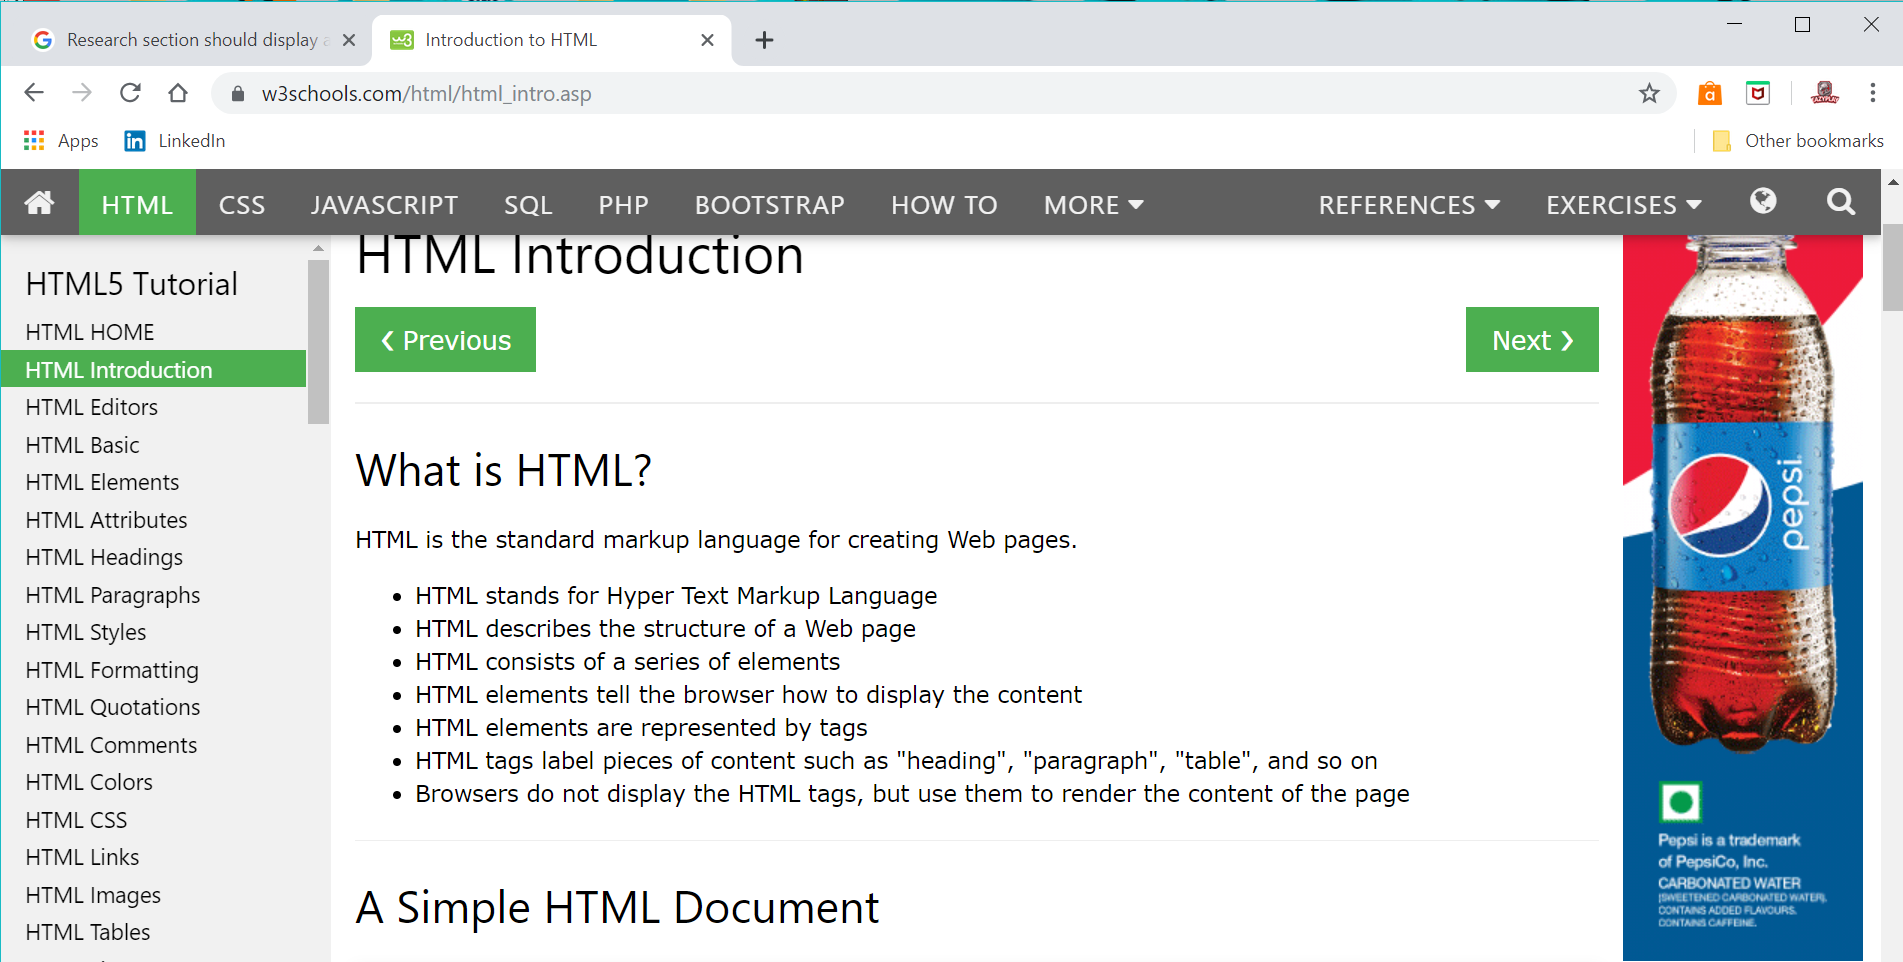 Research section should display a
Introduction to HTML
w3schools.com/html/html_intro.asp
Apps
LinkedIn
Other bookmarks
HTML
CSS
JAVASCRIPT
SQL
PHP
BOOTSTRAP
HOW TO
MORE
REFERENCES
EXERCISES
HTML5 Tutorial
HTML HOME
HTML Introduction
HTML Editors
HTML Basic
HTML Elements
HTML Attributes
HTML Headings
HTML Paragraphs
HTML Styles
HTML Formatting
HTML Quotations
HTML Comments
HTML Colors
HTML CSS
HTML Links
HTML Images
HTML Tables
HTML Introduction
❮ Previous
Next ❯
What is HTML?
HTML is the standard markup language for creating Web pages.
• HTML stands for Hyper Text Markup Language
• HTML describes the structure of a Web page
• HTML consists of a series of elements
• HTML elements tell the browser how to display the content
• HTML elements are represented by tags
• HTML tags label pieces of content such as "heading", "paragraph", "table", and so on
• Browsers do not display the HTML tags, but use them to render the content of the page
A Simple HTML Document
pepsi
Pepsi is a trademark
of PepsiCo, Inc.
CARBONATED WATER
[SWEETENED CARBONATED WATER].
CONTAINS ADDED FLAVOURS.
CONTAINS CAFFEINE.